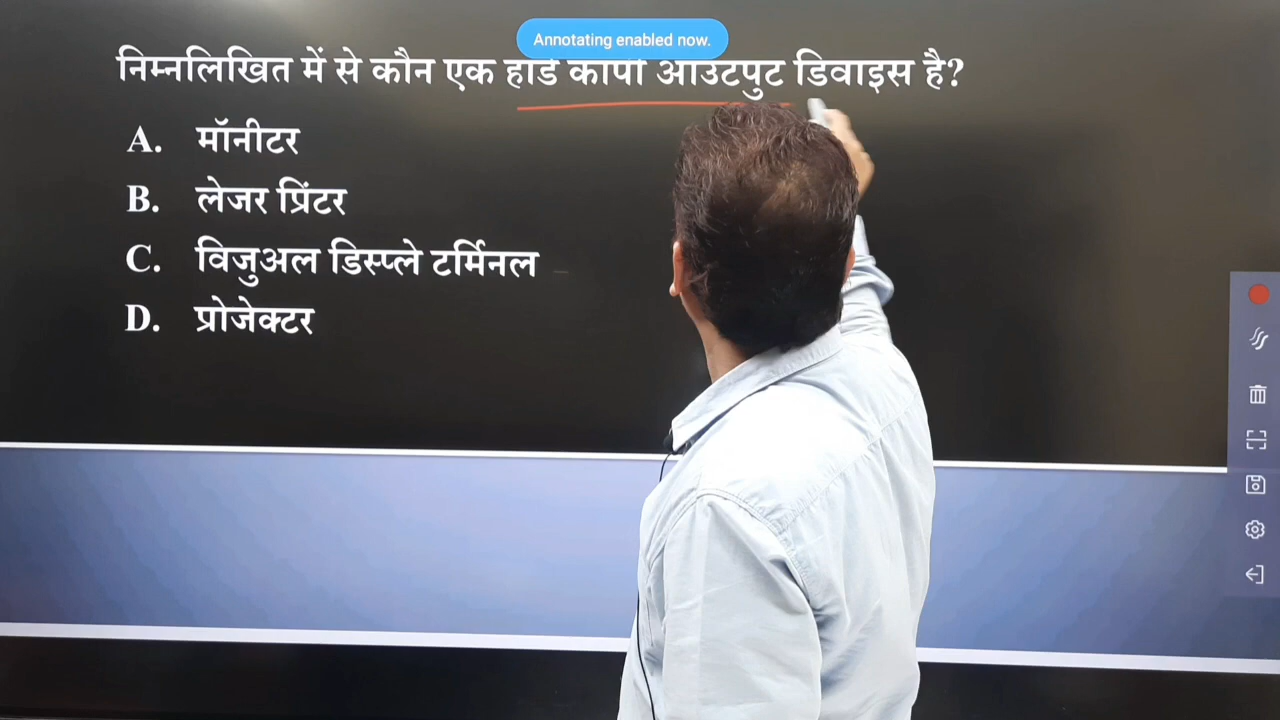 Annotating enabled now.
निम्नलिखित में से कौन एक हार्ड कॉपी आउटपुट डिवाइस है?
A. मॉनीटर
B. लेजर प्रिंटर
C. विजुअल डिस्प्ले टर्मिनल
D. प्रोजेक्टर